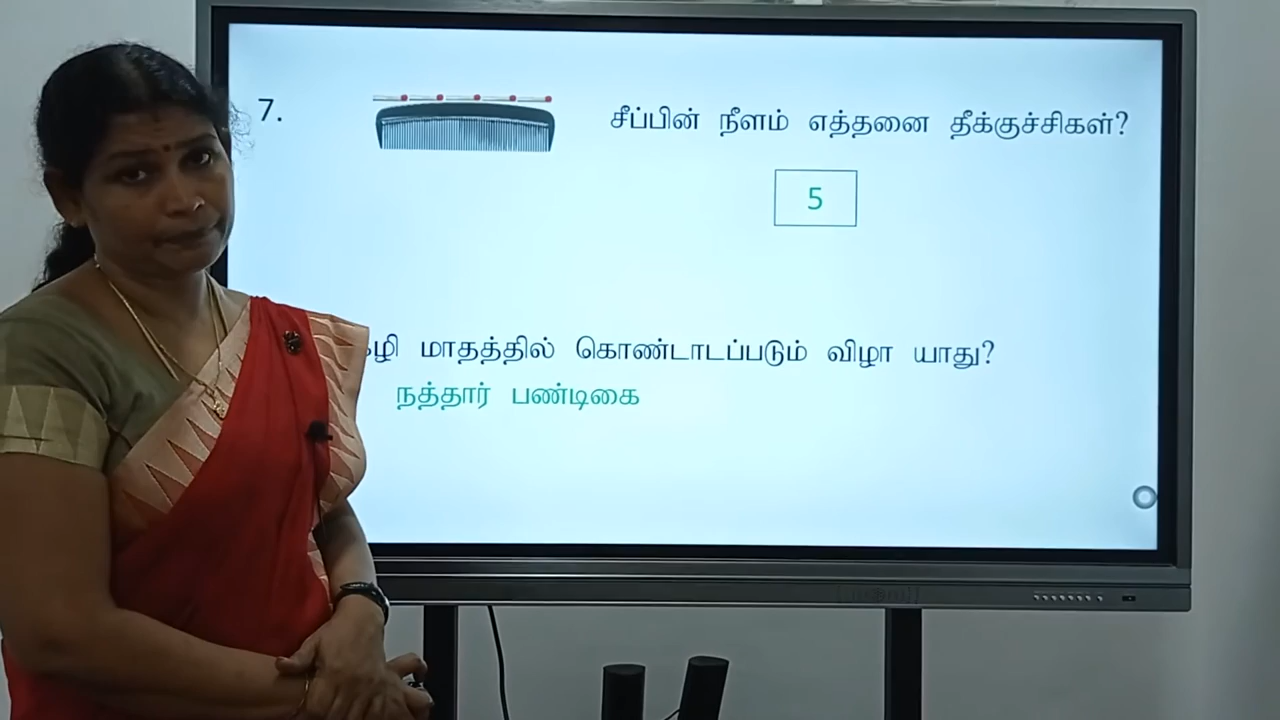 7.
சீப்பின் நீளம் எத்தனை தீக்குச்சிகள்?
5
மாதத்தில் கொண்டாடப்படும் விழா யாது?
நத்தார் பண்டிகை